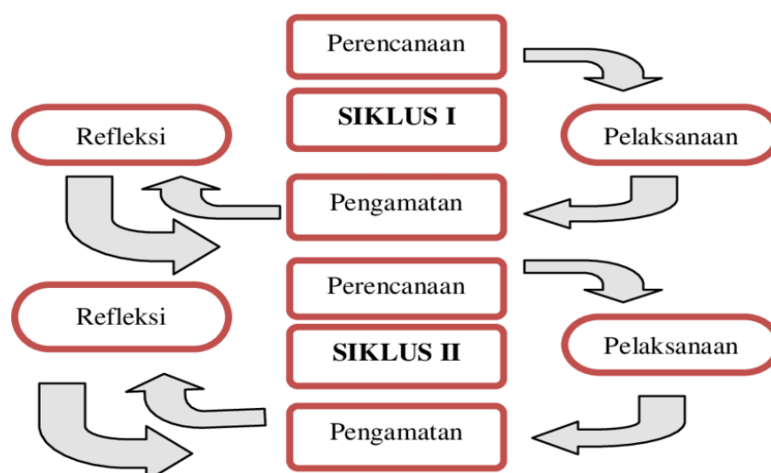 Perencanaan
SIKLUS I
Refleksi
Pelaksanaan
Pengamatan
Perencanaan
Refleksi
SIKLUS II
Pelaksanaan
Pengamatan